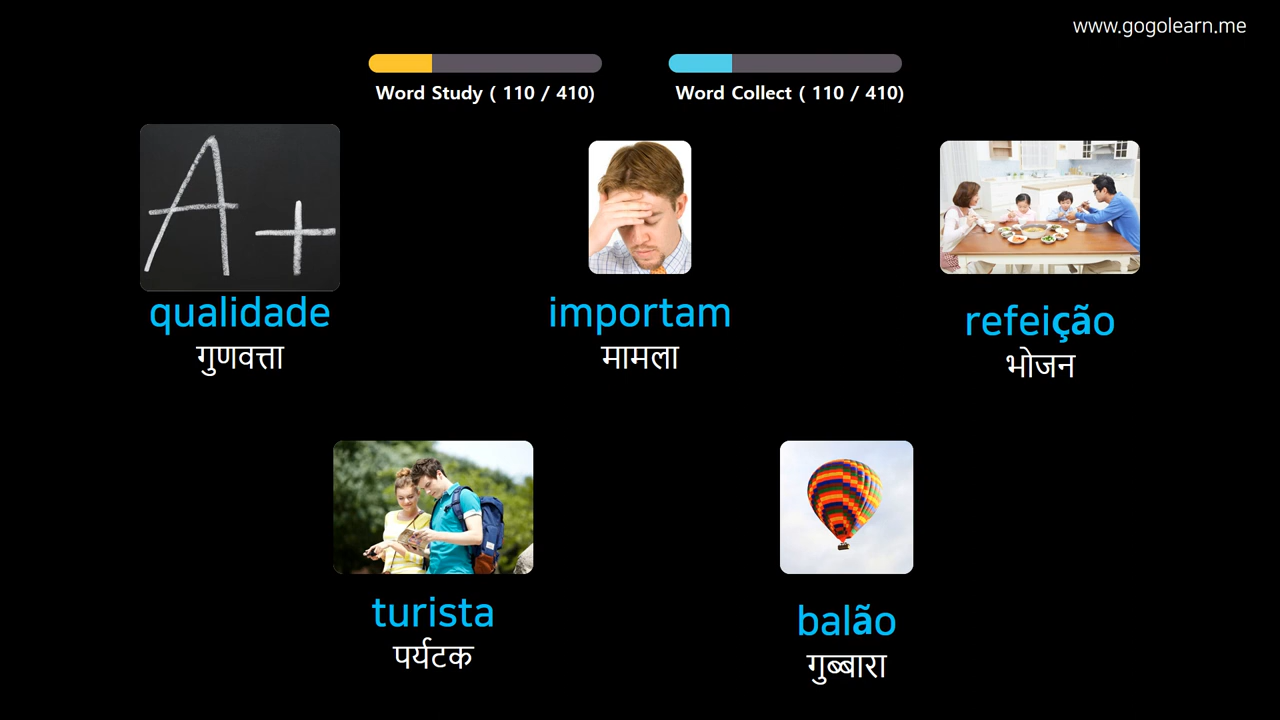 www.gogolearn.me
Word Study ( 110 / 410)
Word Collect ( 110 / 410)
A+
qualidade
गुणवत्ता
importam
मामला
refeição
भोजन
turista
पर्यटक
balão
गुब्बारा